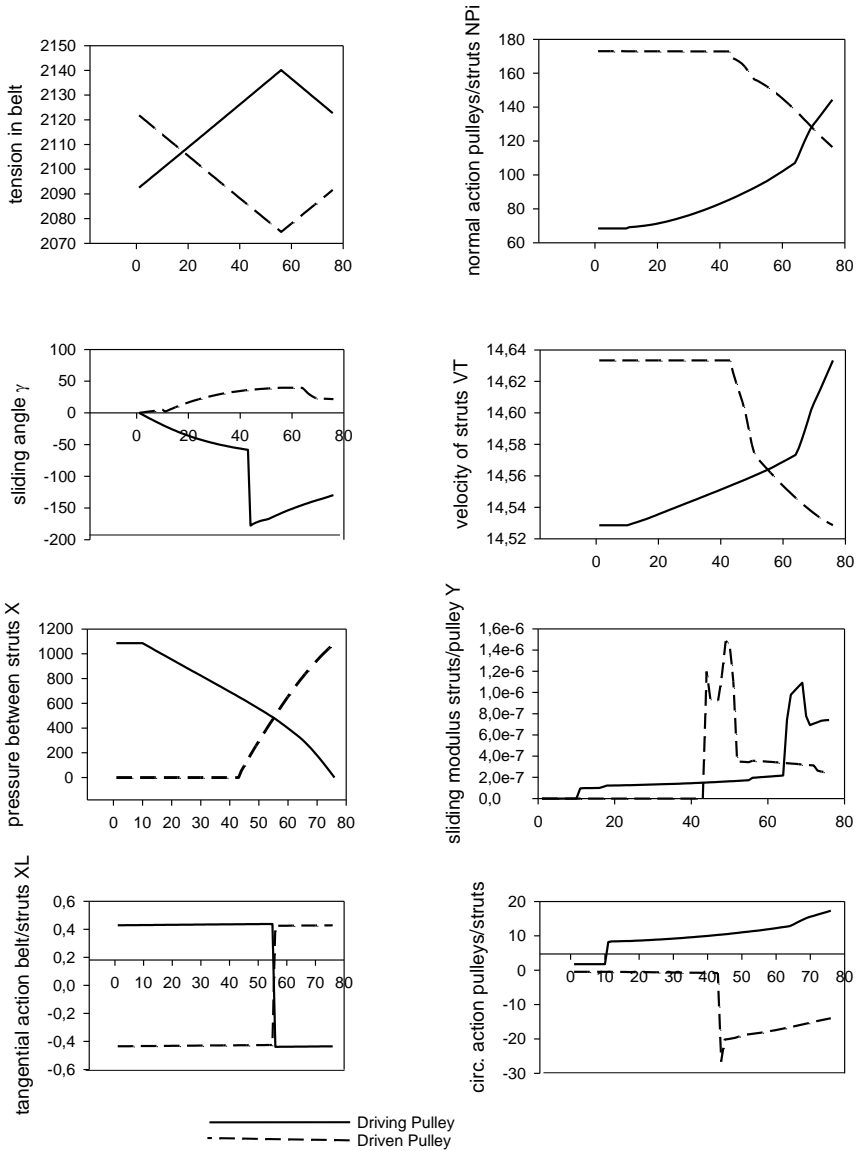 tension in belt
2150
2140
2130
2120
2110
2100
2090
2080
2070
0 20 40 60 80
normal action pulleys/struts NPi
180
160
140
120
100
80
60
0 20 40 60 80
sliding angle γ
100
50
0
-50
-100
-150
-200
0 20 40 60 80
velocity of struts VT
14,64
14,62
14,60
14,58
14,56
14,54
14,52
0 20 40 60 80
pressure between struts X
1200
1000
800
600
400
200
0
0 10 20 30 40 50 60 70 80
sliding modulus struts/pulley Y
1,6e-6
1,4e-6
1,2e-6
1,0e-6
8,0e-7
6,0e-7
4,0e-7
2,0e-7
0,0
0 20 40 60 80
tangential action belt/struts XL
0,6
0,4
0,2
0,0
-0,2
-0,4
-0,6
0 10 20 30 40 50 60 70 80
circ. action pulleys/struts
20
10
0
-10
-20
-30
0 10 20 30 40 50 60 70 80
Driving Pulley
Driven Pulley